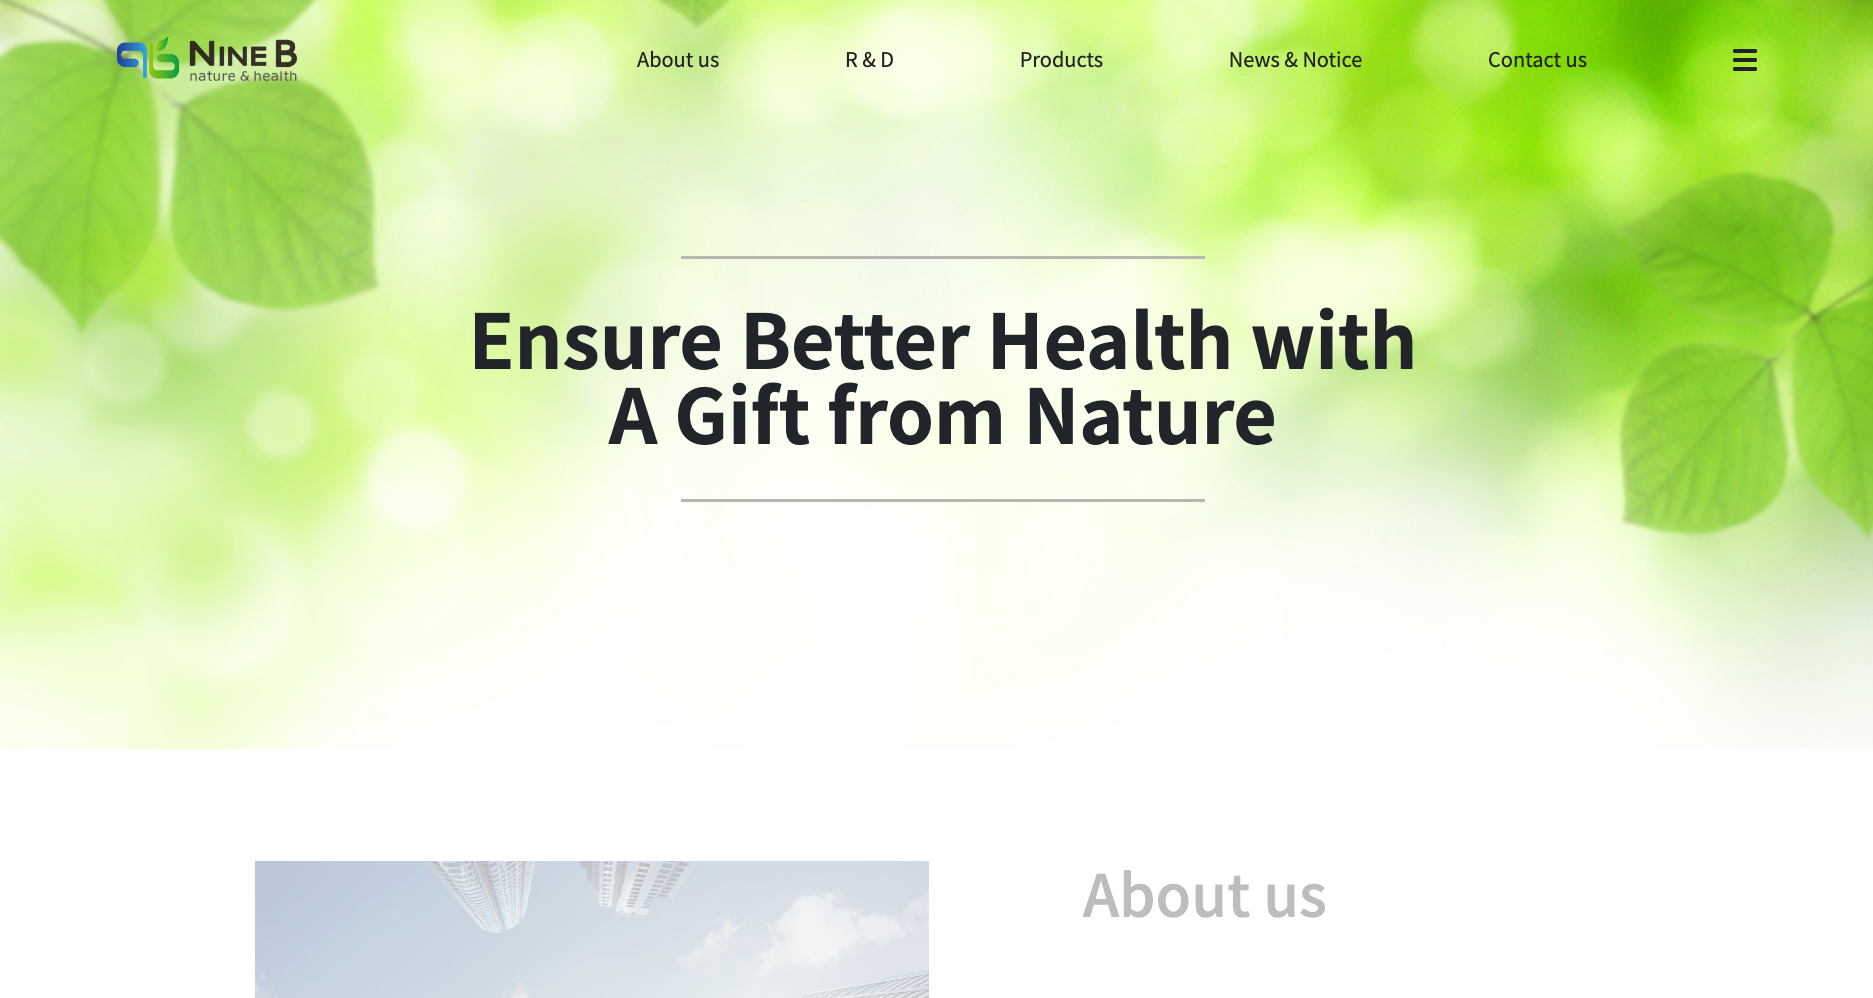 NINE B
nature & health
About us
R & D
Products
News & Notice
Contact us
Ensure Better Health with
A Gift from Nature
About us